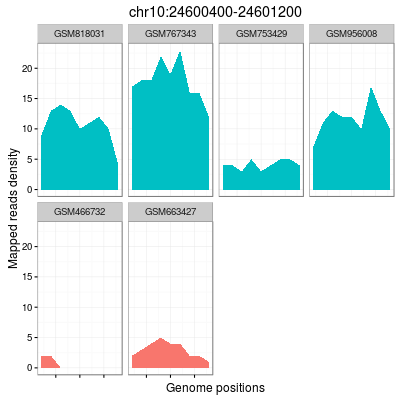 chr10:24600400-24601200
GSM818031 GSM767343 GSM753429 GSM956008
20
15
10
5
0
Mapped reads density
GSM466732 GSM663427
20
15
10
5
0
Genome positions